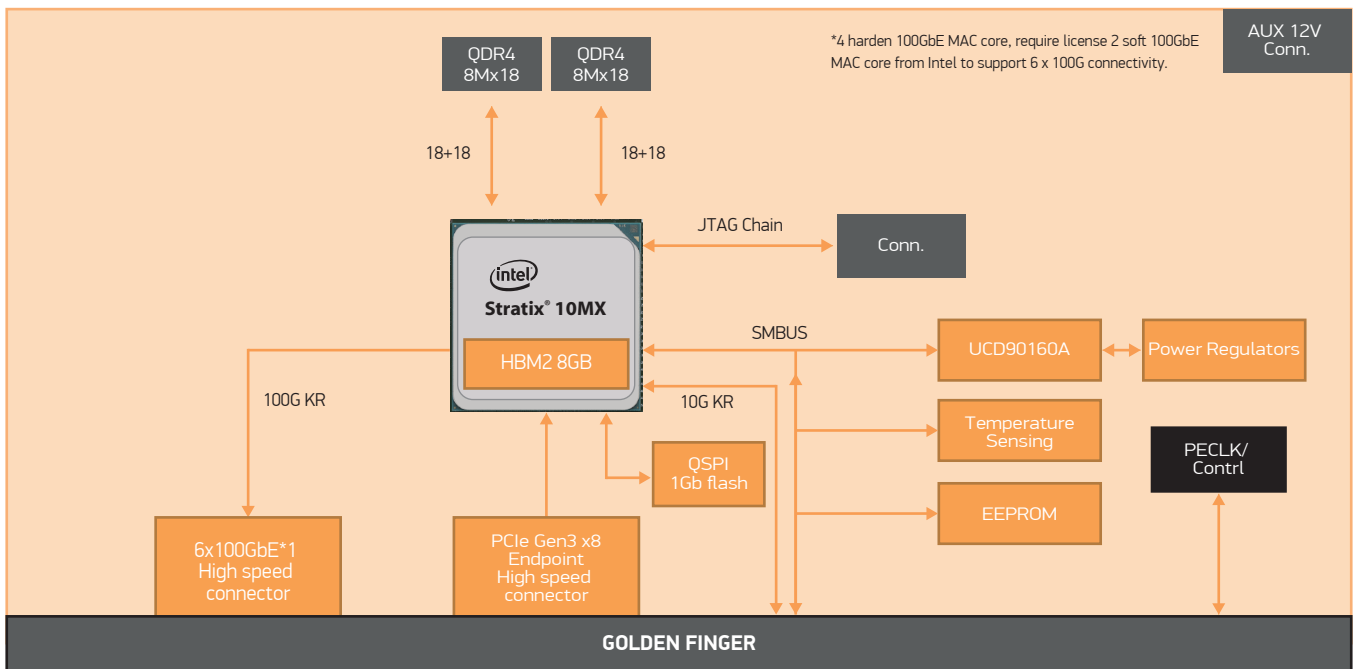 QDR4
8Mx18
QDR4
8Mx18
*4 harden 100GbE MAC core, require license 2 soft 100GbE
MAC core from Intel to support 6 x 100G connectivity.
AUX 12V
Conn.
18+18
18+18
JTAG Chain
Conn.
intel
Stratix® 10MX
HBM2 8GB
SMBUS
UCD90160A
Power Regulators
100G KR
10G KR
Temperature
Sensing
PECLK/
Contrl
QSPI
1Gb flash
EEPROM
6x100GbE*1
High speed
connector
PCIe Gen3 x8
Endpoint
High speed
connector
GOLDEN FINGER